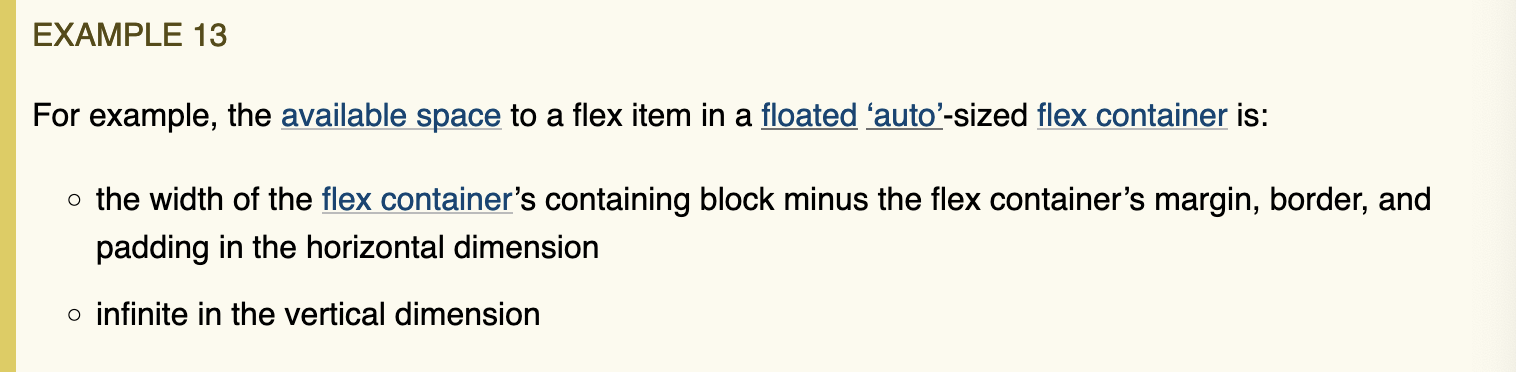 EXAMPLE 13
For example, the available space to a flex item in a floated ‘auto’-sized flex container is:
◦ the width of the flex container’s containing block minus the flex container’s margin, border, and
padding in the horizontal dimension
◦ infinite in the vertical dimension